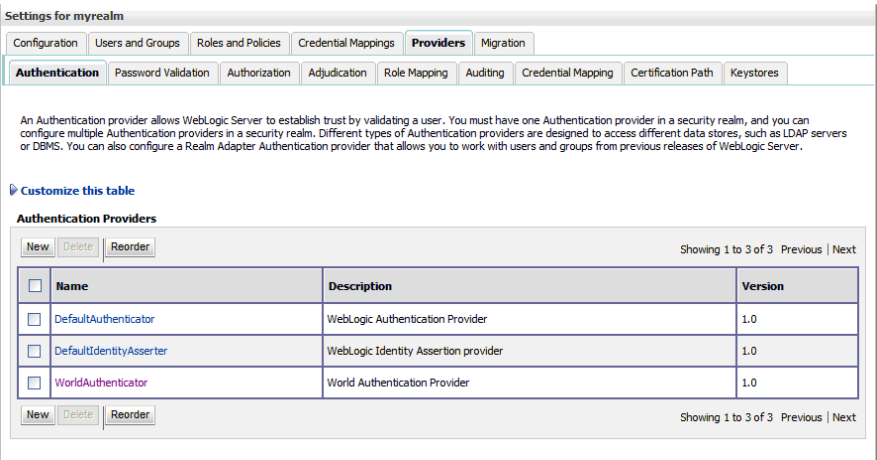 Settings for myrealm
Configuration Users and Groups Roles and Policies Credential Mappings Providers Migration
Authentication Password Validation Authorization Adjudication Role Mapping Auditing Credential Mapping Certification Path Keystores
An Authentication provider allows WebLogic Server to establish trust by validating a user. You must have one Authentication provider in a security realm, and you can
configure multiple Authentication providers in a security realm. Different types of Authentication providers are designed to access different data stores, such as LDAP servers
or DBMS. You can also configure a Realm Adapter Authentication provider that allows you to work with users and groups from previous releases of WebLogic Server.
Customize this table
Authentication Providers
New Delete Reorder Showing 1 to 3 of 3 Previous | Next
Name Description Version
DefaultAuthenticator WebLogic Authentication Provider 1.0
DefaultIdentityAsserter WebLogic Identity Assertion provider 1.0
WorldAuthenticator World Authentication Provider 1.0
New Delete Reorder Showing 1 to 3 of 3 Previous | Next